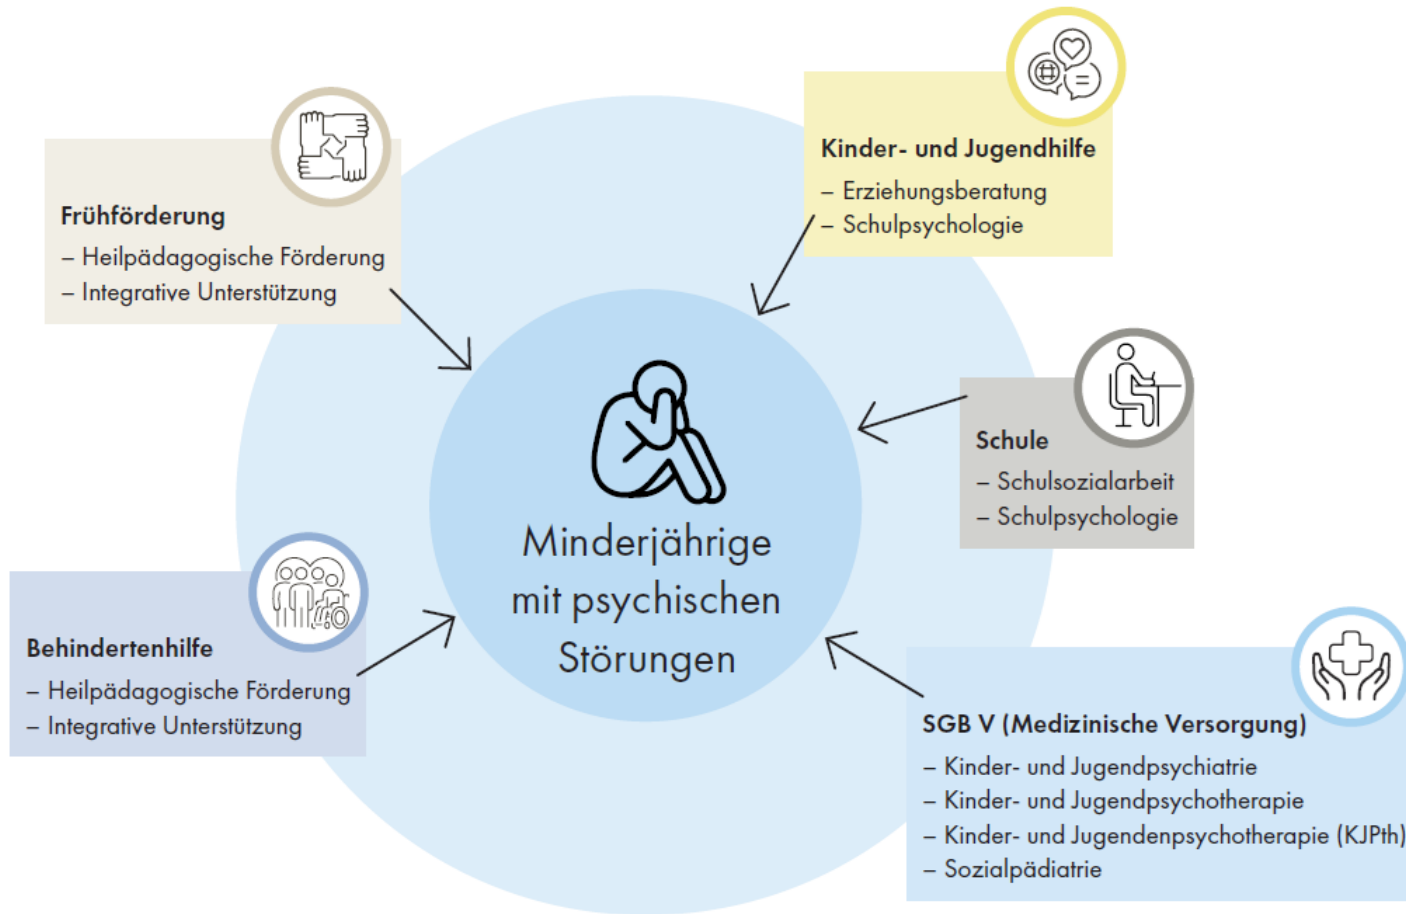 Kinder- und Jugendhilfe
– Erziehungsberatung
– Schulpsychologie
Frühförderung
– Heilpädagogische Förderung
– Integrative Unterstützung
Schule
– Schulsozialarbeit
– Schulpsychologie
Minderjährige
mit psychischen
Störungen
Behindertenhilfe
– Heilpädagogische Förderung
– Integrative Unterstützung
SGB V (Medizinische Versorgung)
– Kinder- und Jugendpsychiatrie
– Kinder- und Jugendpsychotherapie
– Kinder- und Jugendenpsychotherapie (KJPth)
– Sozialpädiatrie